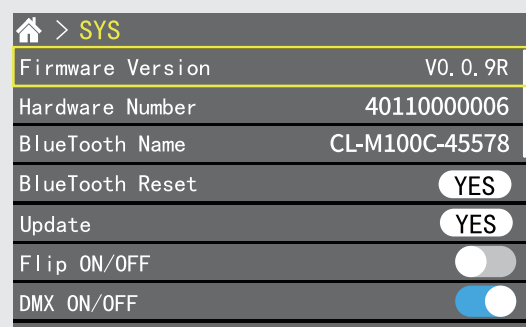 > SYS
Firmware Version V0.0.9R
Hardware Number 40110000006
BlueTooth Name CL-M100C-45578
BlueTooth Reset YES
Update YES
Flip ON/OFF
DMX ON/OFF